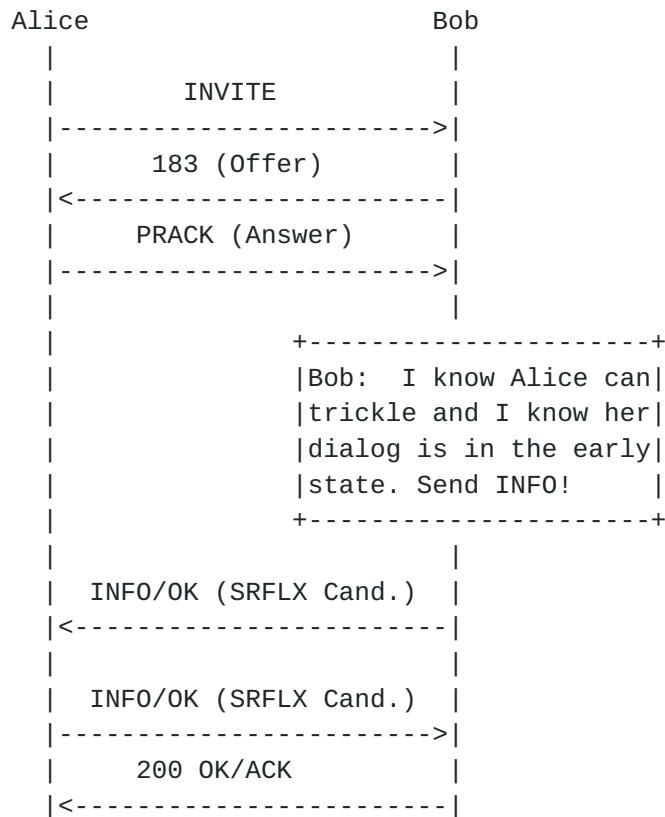 Alice Bob
INVITE
183 (Offer)
PRACK (Answer)
Bob: I know Alice can
trickle and I know her
dialog is in the early
state. Send INFO!
INFO/OK (SRFLX Cand.)
INFO/OK (SRFLX Cand.)
200 OK/ACK